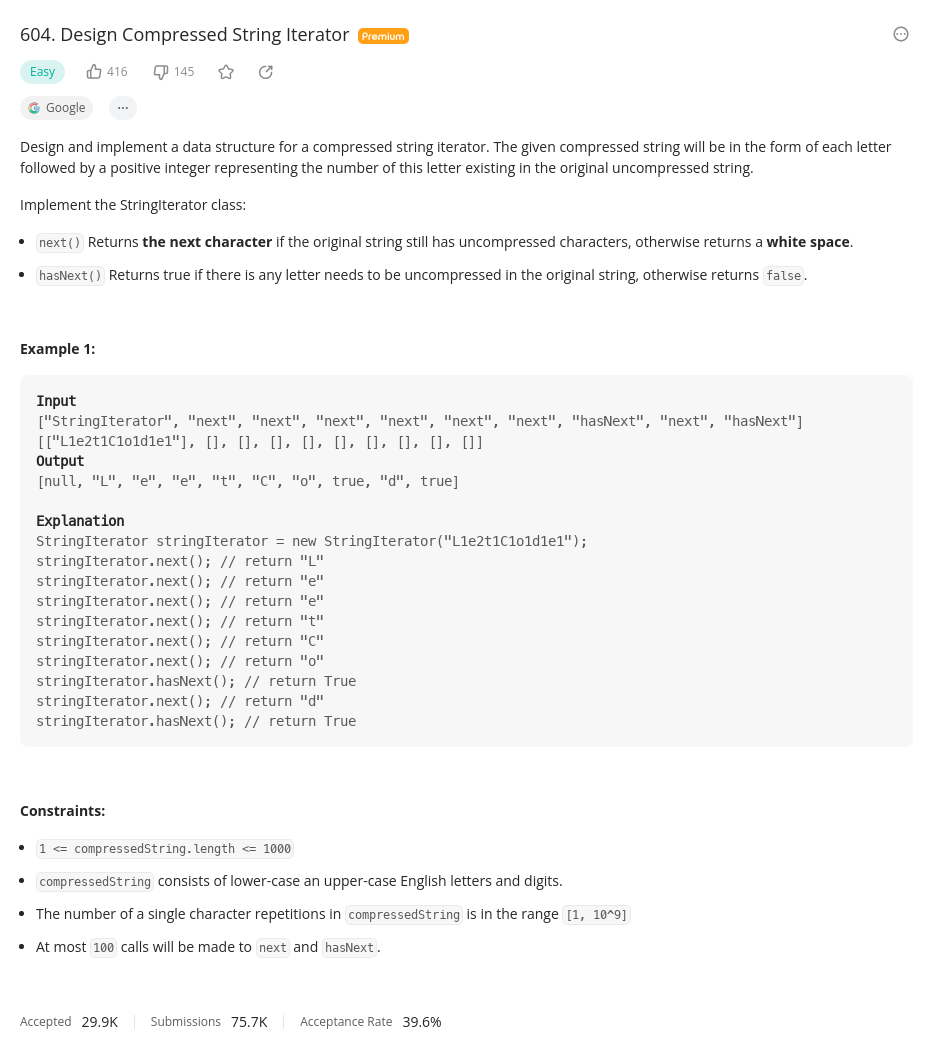 604. Design Compressed String Iterator Premium
Easy 416 145
Google ...
Design and implement a data structure for a compressed string iterator. The given compressed string will be in the form of each letter
followed by a positive integer representing the number of this letter existing in the original uncompressed string.
Implement the StringIterator class:
• next() Returns the next character if the original string still has uncompressed characters, otherwise returns a white space.
• hasNext() Returns true if there is any letter needs to be uncompressed in the original string, otherwise returns false.
Example 1:
Input
["StringIterator", "next", "next", "next", "next", "next", "next", "hasNext", "next", "hasNext"]
[["L1e2t1C1o1d1e1"], [], [], [], [], [], [], [], [], []]
Output
[null, "L", "e", "e", "t", "C", "o", true, "d", true]
Explanation
StringIterator stringIterator = new StringIterator("L1e2t1C1o1d1e1");
stringIterator.next(); // return "L"
stringIterator.next(); // return "e"
stringIterator.next(); // return "e"
stringIterator.next(); // return "t"
stringIterator.next(); // return "C"
stringIterator.next(); // return "o"
stringIterator.hasNext(); // return True
stringIterator.next(); // return "d"
stringIterator.hasNext(); // return True
Constraints:
• 1 <= compressedString.length <= 1000
• compressedString consists of lower-case an upper-case English letters and digits.
• The number of a single character repetitions in compressedString is in the range [1, 10^9]
• At most 100 calls will be made to next and hasNext.
Accepted 29.9K Submissions 75.7K Acceptance Rate 39.6%